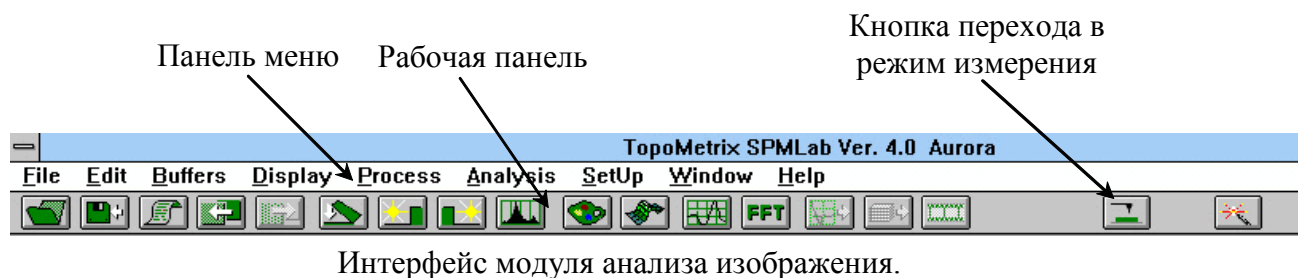 Кнопка перехода в
режим измерения
Панель меню
Рабочая панель
TopoMetrix SPMLab Ver. 4.0 Aurora
File Edit Buffers Display Process Analysis SetUp Window Help
FFT
Интерфейс модуля анализа изображения.